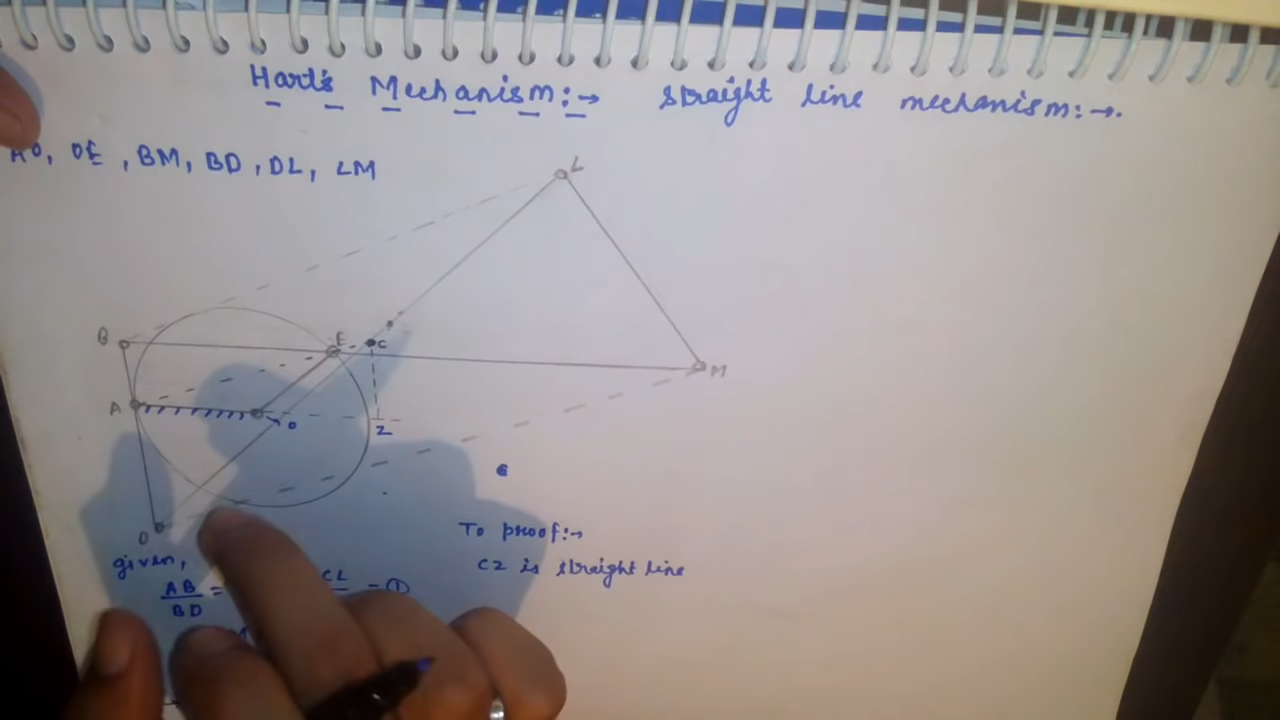 Hart's Mechanism:→ straight line mechanism:→.
AO, OE, BM, BD, DL, LM
L
B
E
C
M
A
O
Z
D
To proof:→
given,
CZ is straight line
AB/BD = CL — ①